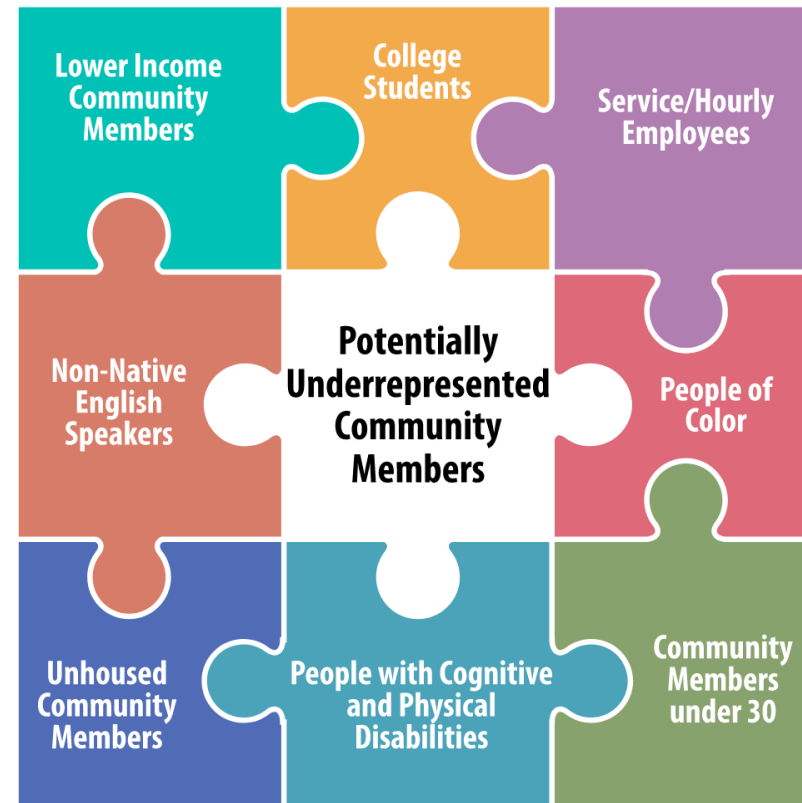 Lower Income
Community
Members
College
Students
Service/Hourly
Employees
Non-Native
English
Speakers
Potentially
Underrepresented
Community
Members
People of
Color
Unhoused
Community
Members
People with Cognitive
and Physical
Disabilities
Community
Members
under 30